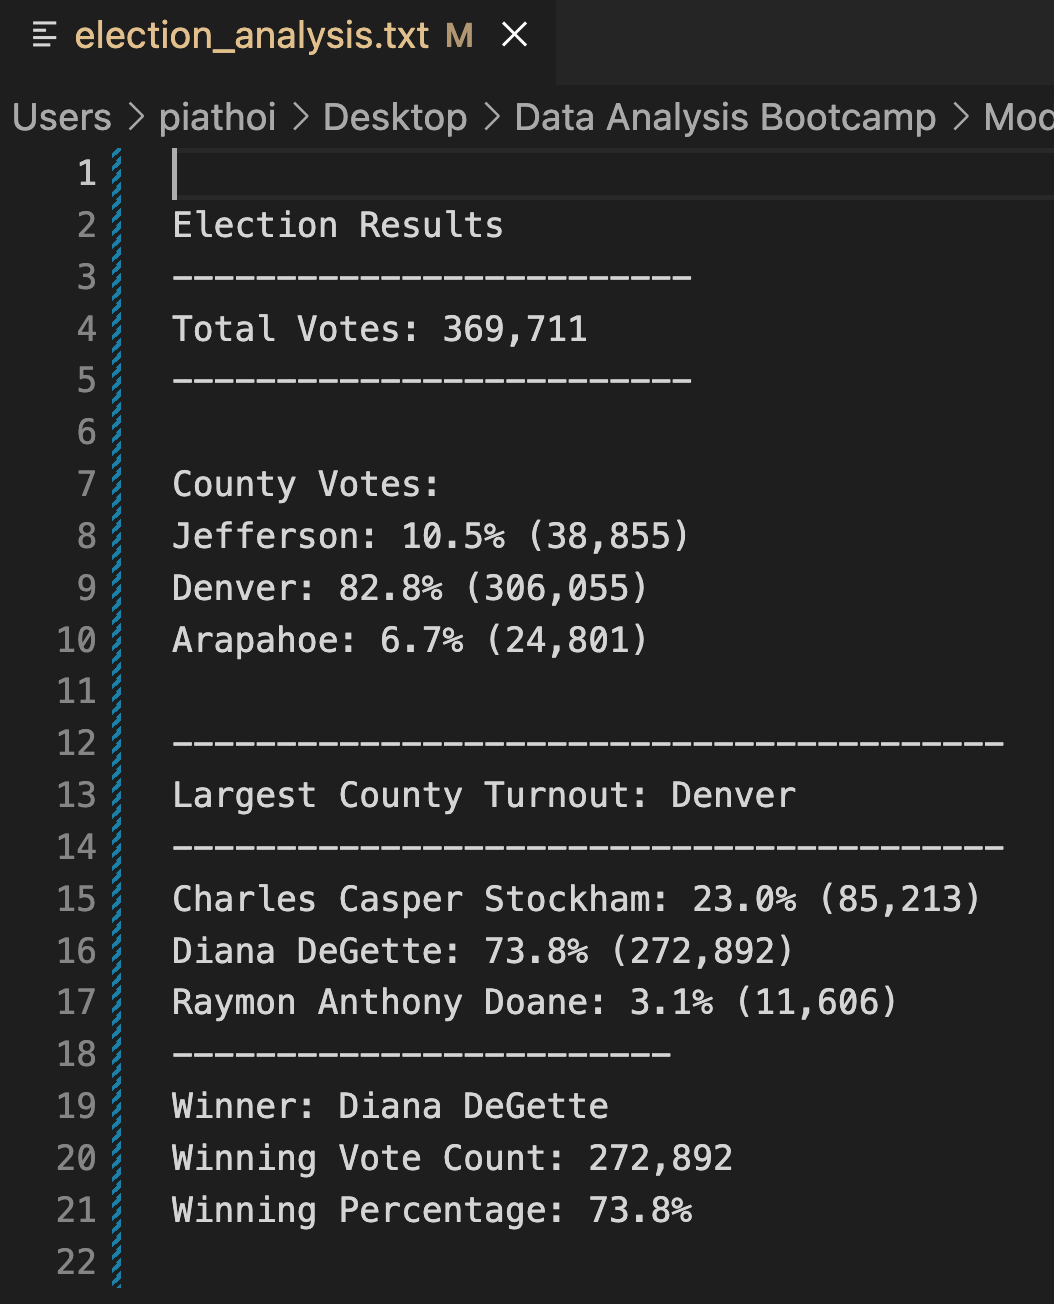 election_analysis.txt M
Users > piathoi > Desktop > Data Analysis Bootcamp > Moc
1
2 Election Results
3 -------------------------
4 Total Votes: 369,711
5 -------------------------
6
7 County Votes:
8 Jefferson: 10.5% (38,855)
9 Denver: 82.8% (306,055)
10 Arapahoe: 6.7% (24,801)
11
12 ----------------------------------------
13 Largest County Turnout: Denver
14 ----------------------------------------
15 Charles Casper Stockham: 23.0% (85,213)
16 Diana DeGette: 73.8% (272,892)
17 Raymon Anthony Doane: 3.1% (11,606)
18 ------------------------
19 Winner: Diana DeGette
20 Winning Vote Count: 272,892
21 Winning Percentage: 73.8%
22